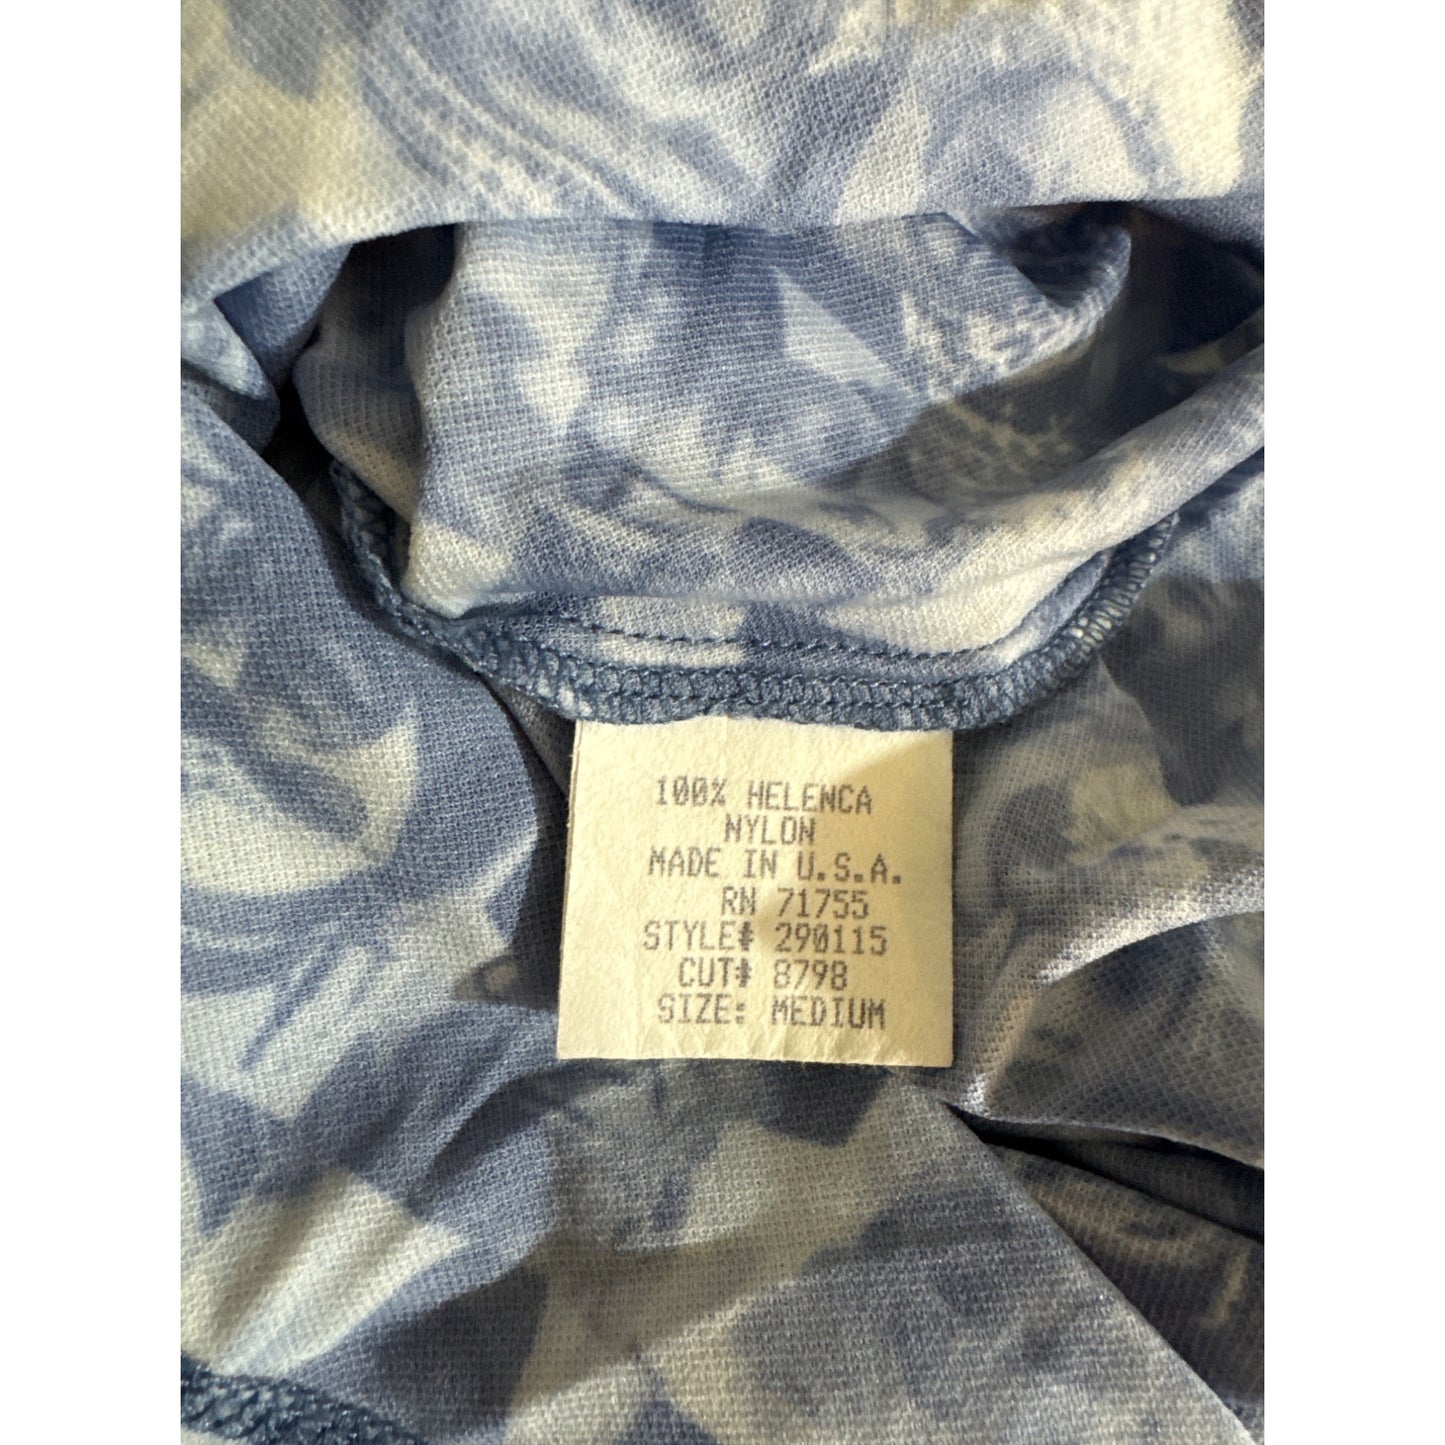 100% HELENCA
NYLON
MADE IN U.S.A.
RN 71755
STYLE# 290115
CUT# 8798
SIZE: MEDIUM